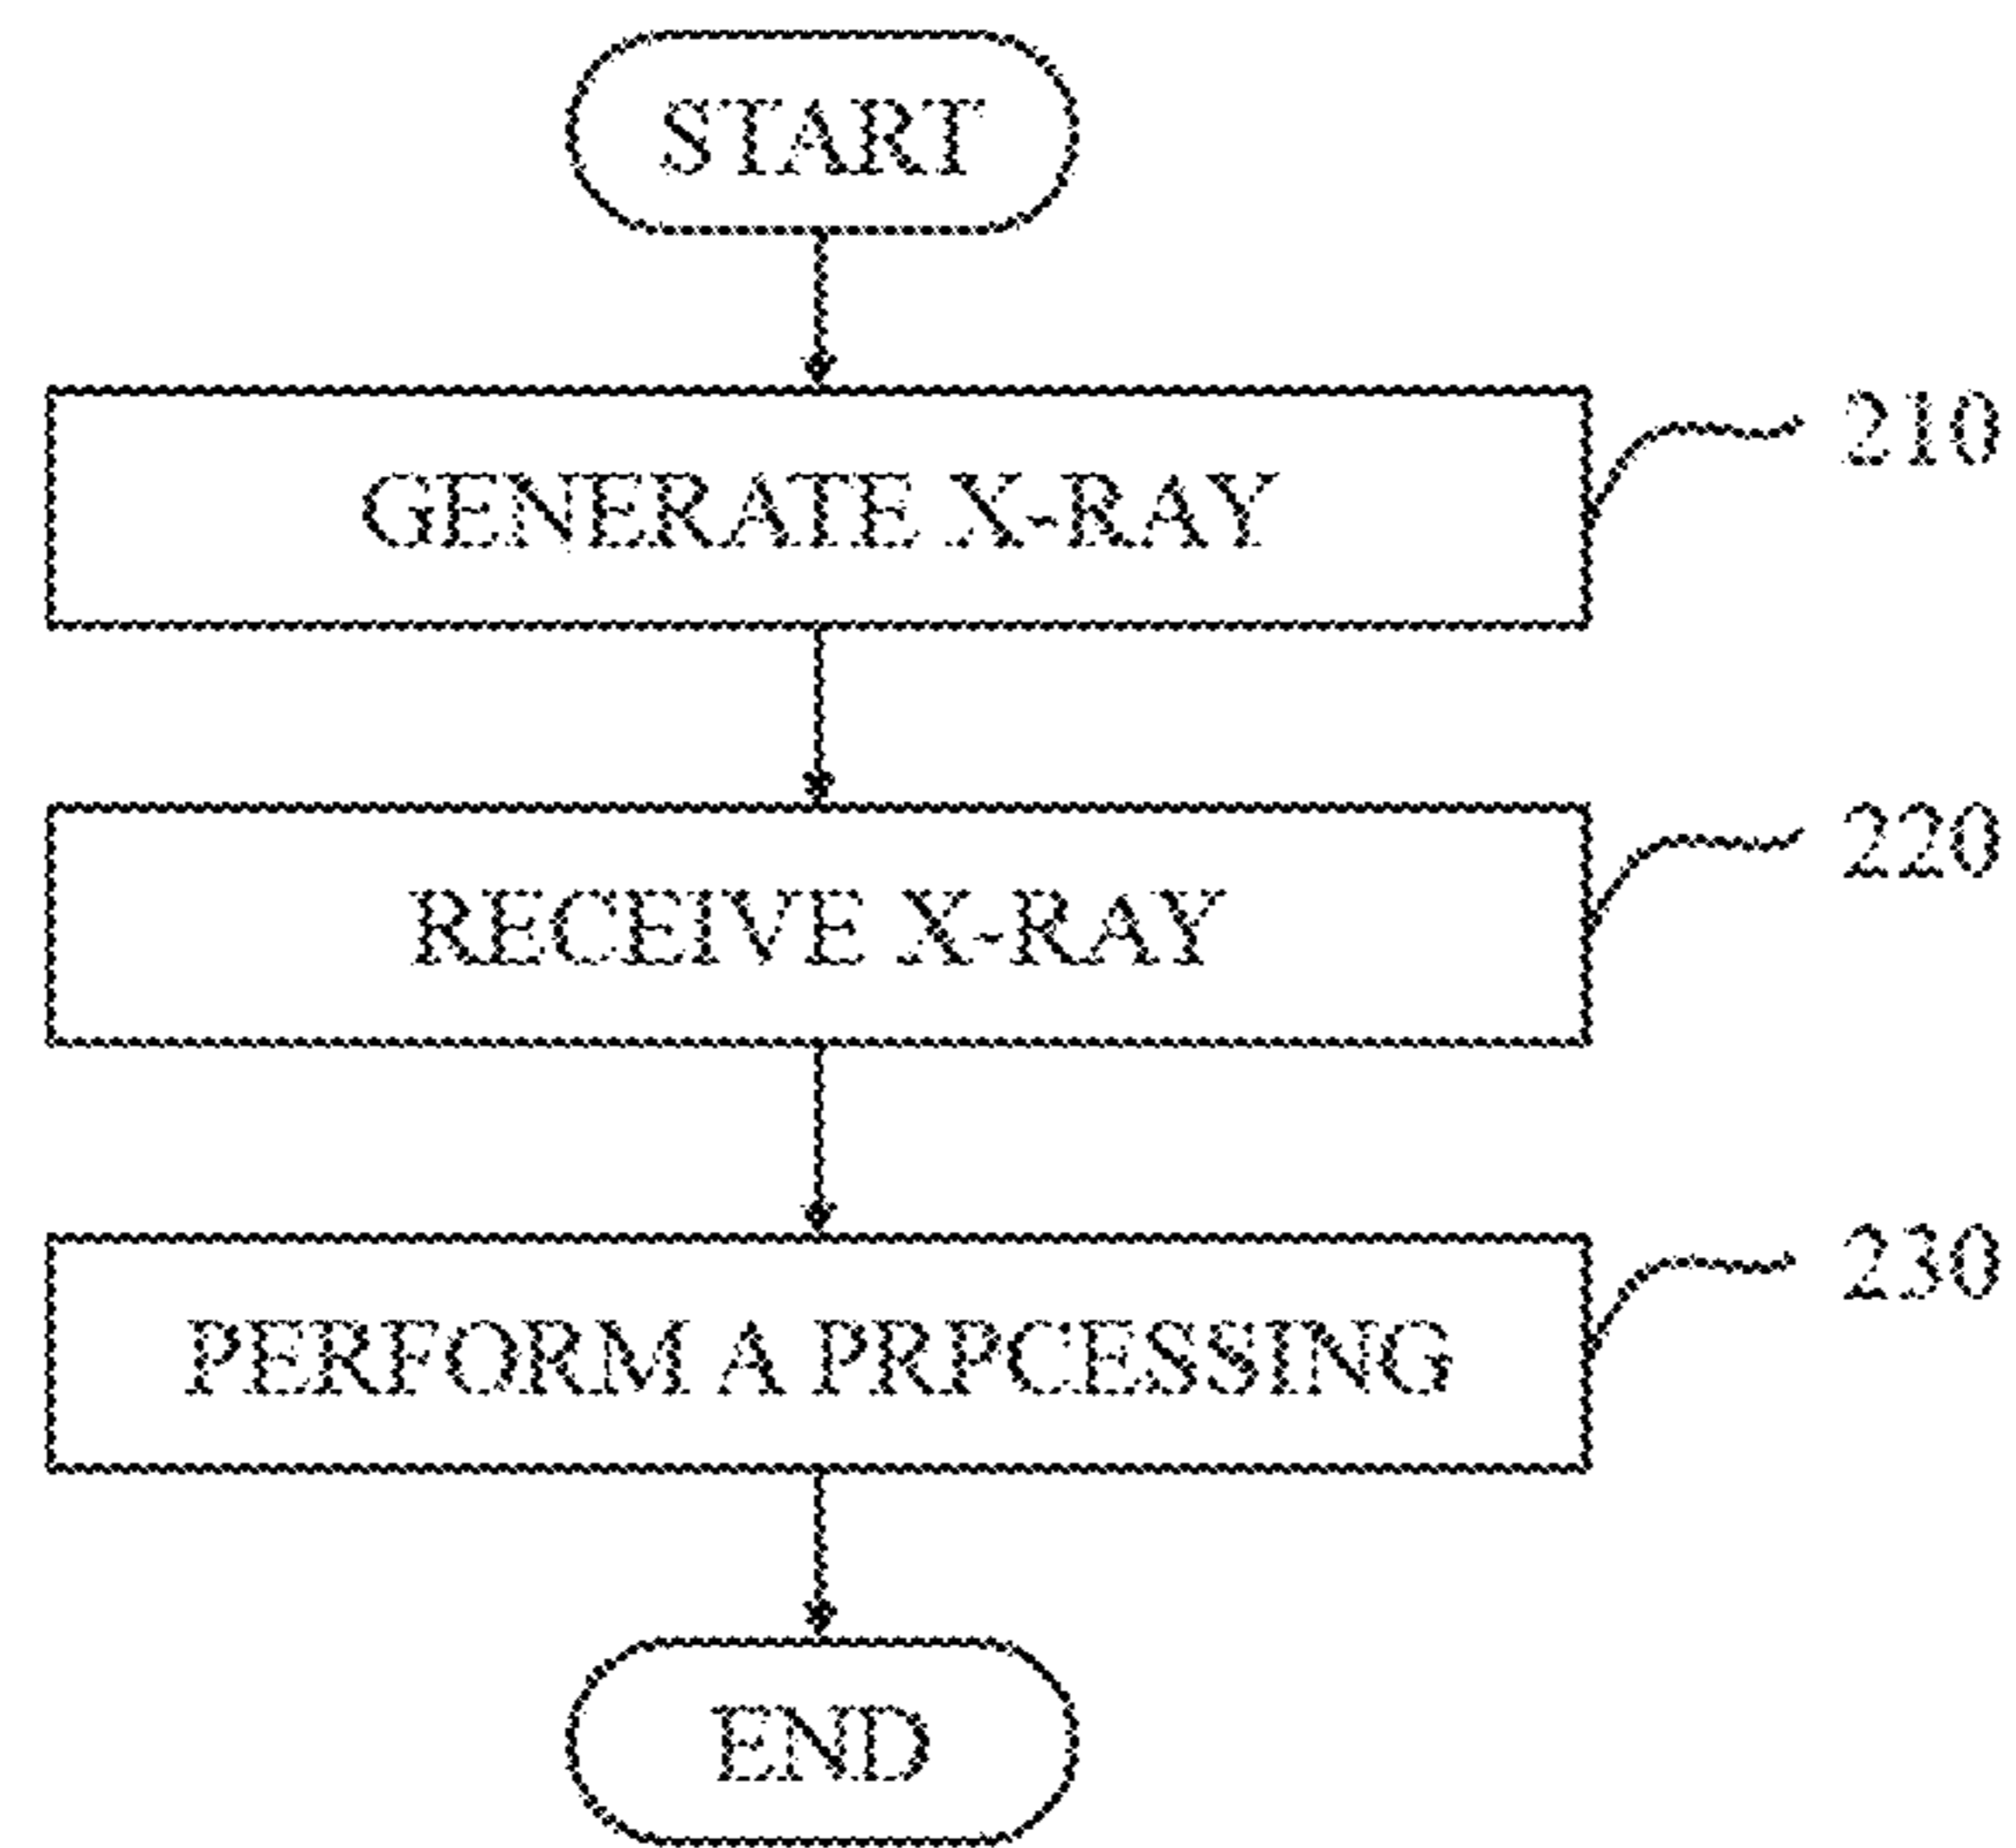 START
GENERATE X-RAY
210
RECEIVE X-RAY
220
PERFORM A PRPCESSING
230
END